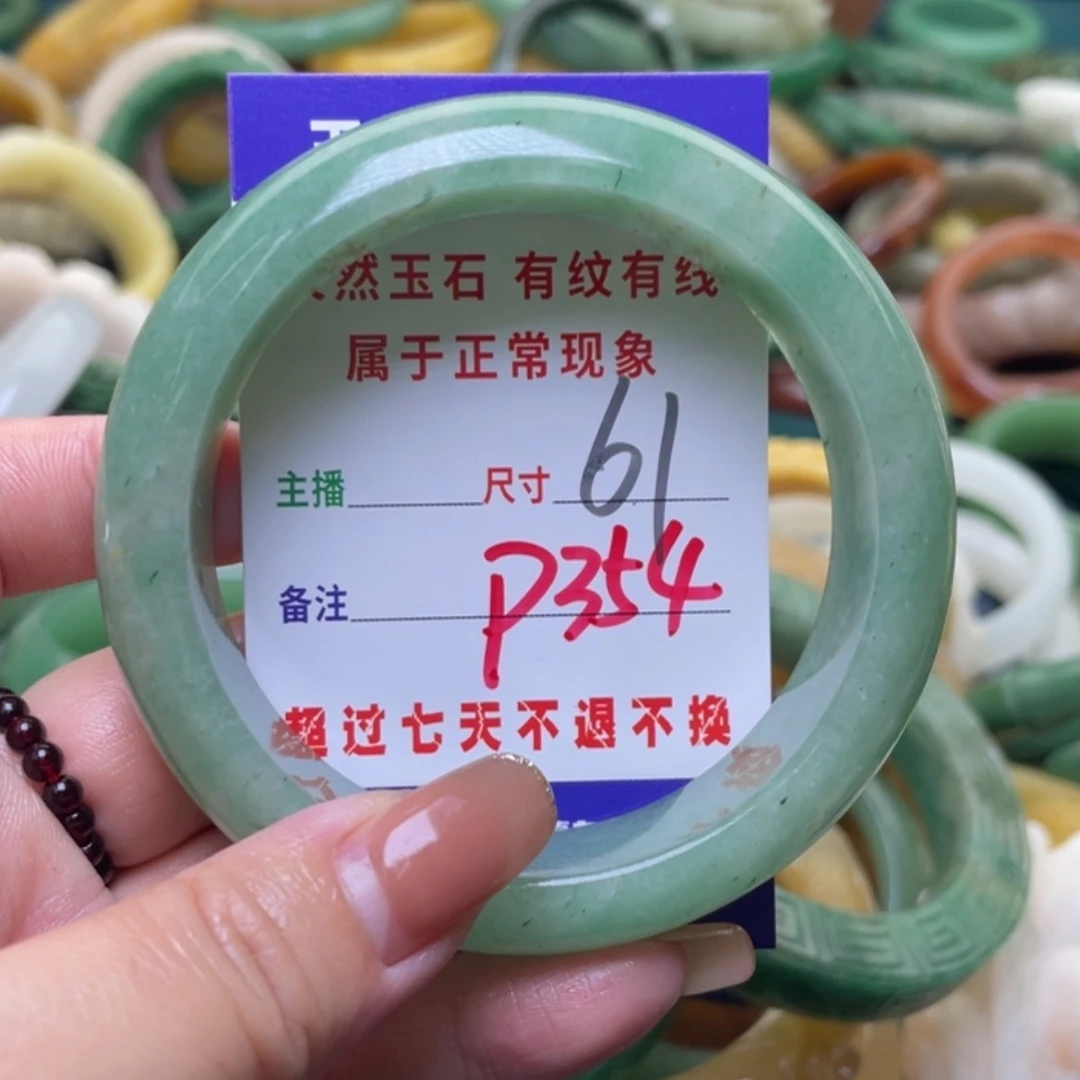 然玉石 有纹有线
属于正常现象
主播 尺寸 61
备注 P354
超过七天不退不换